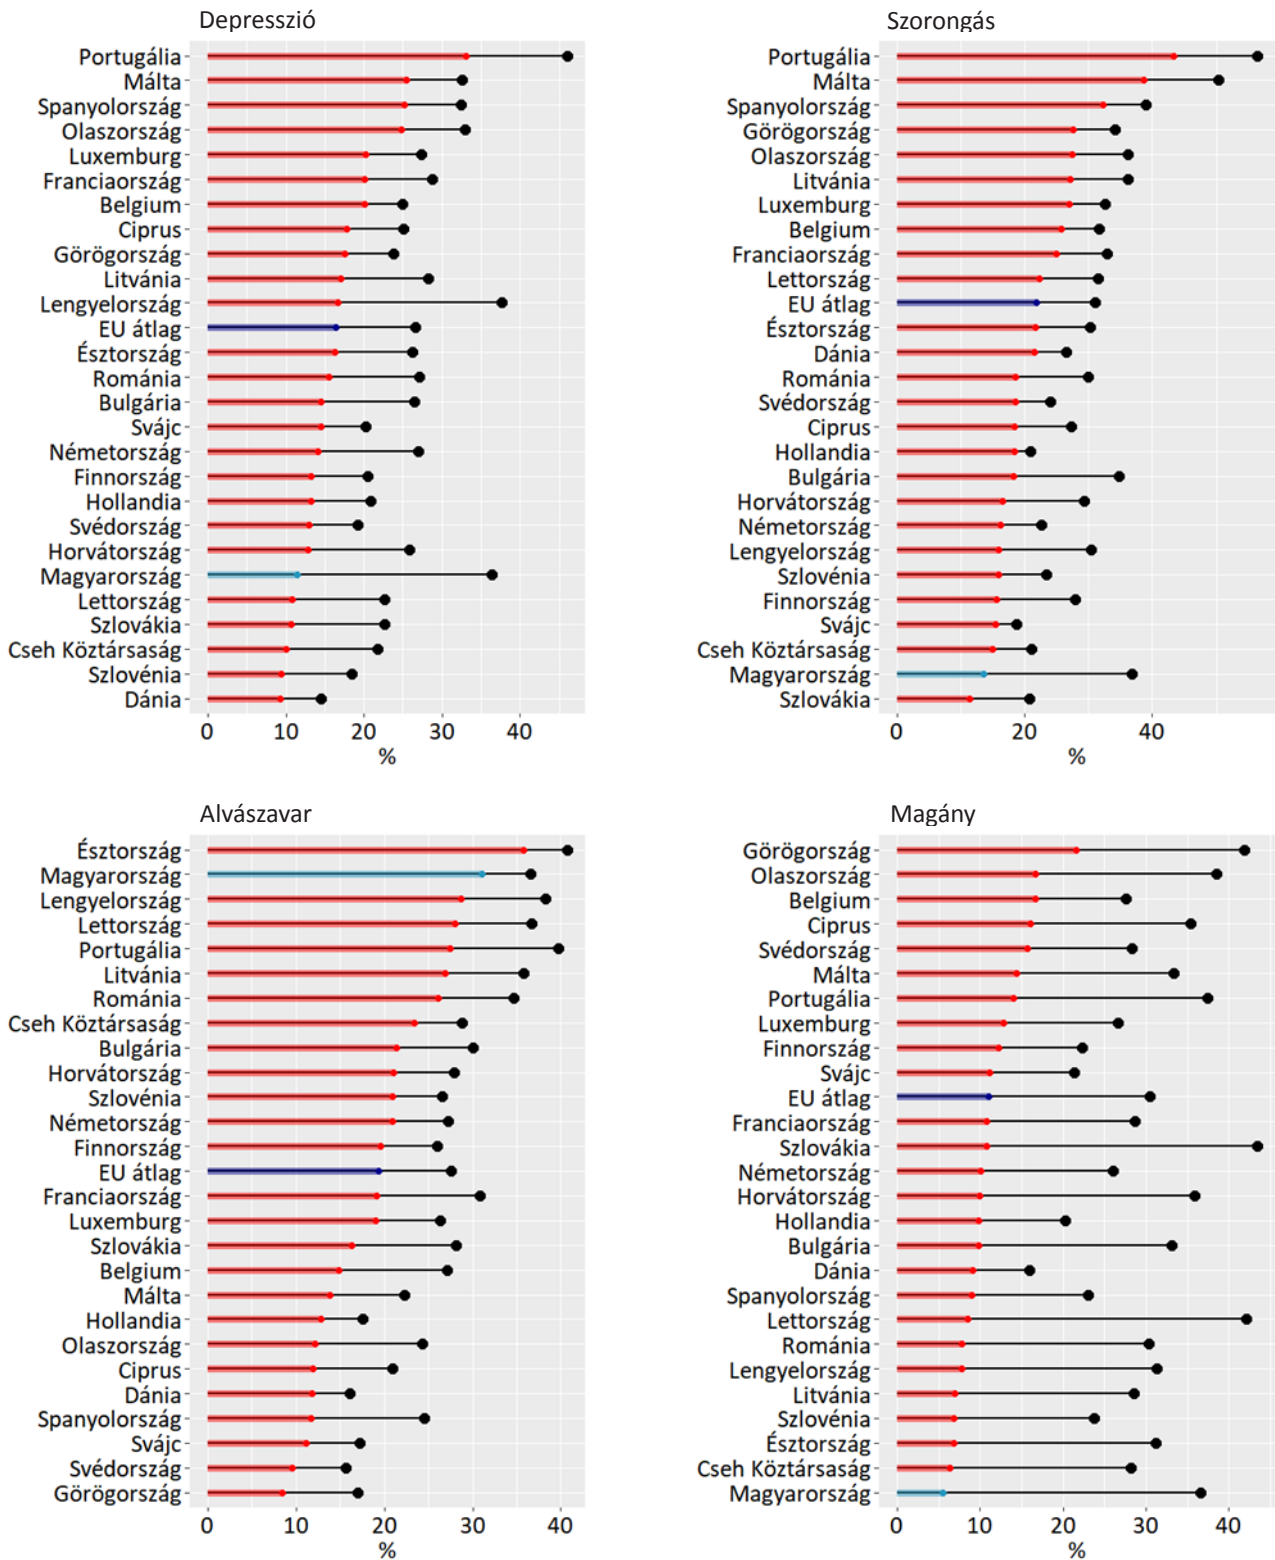 Depresszió
Portugália
Málta
Spanyolország
Olaszország
Luxemburg
Franciaország
Belgium
Ciprus
Görögország
Litvánia
Lengyelország
EU átlag
Észtország
Románia
Bulgária
Svájc
Németország
Finnország
Hollandia
Svédország
Horvátország
Magyarország
Lettország
Szlovákia
Cseh Köztársaság
Szlovénia
Dánia
0 10 20 30 40
%
Szorongás
Portugália
Málta
Spanyolország
Görögország
Olaszország
Litvánia
Luxemburg
Belgium
Franciaország
Lettország
EU átlag
Észtország
Dánia
Románia
Svédország
Ciprus
Hollandia
Bulgária
Horvátország
Németország
Lengyelország
Szlovénia
Finnország
Svájc
Cseh Köztársaság
Magyarország
Szlovákia
0 20 40
%
Alvászavar
Észtország
Magyarország
Lengyelország
Lettország
Portugália
Litvánia
Románia
Cseh Köztársaság
Bulgária
Horvátország
Szlovénia
Németország
Finnország
EU átlag
Franciaország
Luxemburg
Szlovákia
Belgium
Málta
Hollandia
Olaszország
Ciprus
Dánia
Spanyolország
Svájc
Svédország
Görögország
0 10 20 30 40
%
Magány
Görögország
Olaszország
Belgium
Ciprus
Svédország
Málta
Portugália
Luxemburg
Finnország
Svájc
EU átlag
Franciaország
Szlovákia
Németország
Horvátország
Hollandia
Bulgária
Dánia
Spanyolország
Lettország
Románia
Lengyelország
Litvánia
Szlovénia
Észtország
Cseh Köztársaság
Magyarország
0 10 20 30 40
%